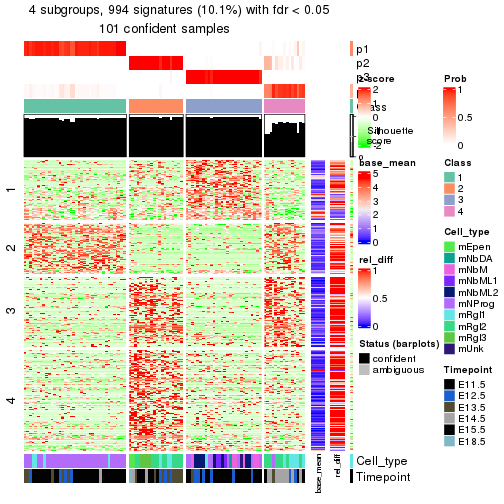 4 subgroups, 994 signatures (10.1%) with fdr < 0.05
101 confident samples
p1
p2
p3
z-score
2
1
0
Class
Silhouette
score
Prob
1
0.5
0
base_mean
5
4
3
2
1
0
Class
1
2
3
4
Cell_type
mEpen
mNbDA
mNbM
mNbML1
mNbML2
mNProg
mRgl1
mRgl2
mRgl3
mUnk
rel_diff
1
0.5
0
Status (barplots)
confident
ambiguous
Timepoint
E11.5
E12.5
E13.5
E14.5
E15.5
E18.5
1
2
3
4
base_mean
rel_diff
Cell_type
Timepoint